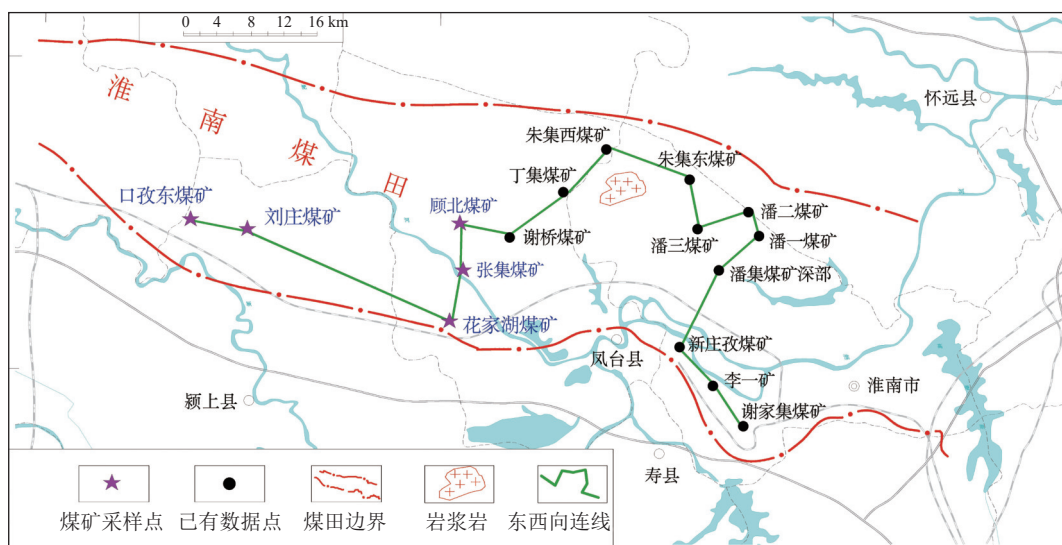 0 4 8 12 16 km
淮南煤田
怀远县
朱集西煤矿
朱集东煤矿
丁集煤矿
口孜东煤矿
刘庄煤矿
顾北煤矿
谢桥煤矿
潘二煤矿
潘三煤矿
潘一煤矿
张集煤矿
潘集煤矿深部
花家湖煤矿
凤台县
新庄孜煤矿
李一矿
淮南市
颍上县
谢家集煤矿
寿县
煤矿采样点
已有数据点
煤田边界
岩浆岩
东西向连线